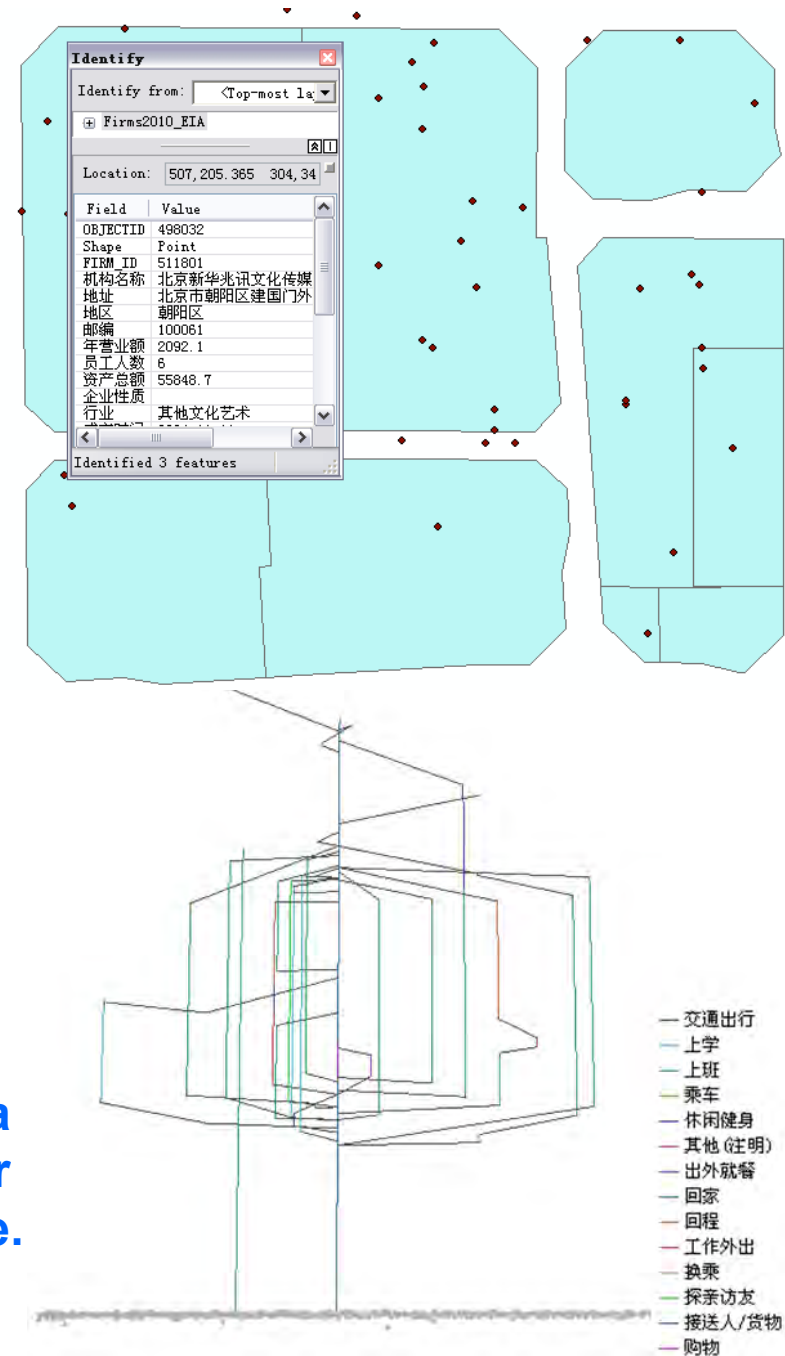 Identify
Identify from: <Top-most la
Firms2010_EIA
Location: 507,205.365 304,34
Field Value
OBJECTID 498032
Shape Point
FIRM_ID 511801
机构名称 北京新华兆讯文化传媒
地址 北京市朝阳区建国门外
地区 朝阳区
邮编 100061
年营业额 2092.1
员工人数 6
资产总额 55848.7
企业性质
行业 其他文化艺术
Identified 3 features
a
r
e.
交通出行
上学
上班
乘车
休闲健身
其他(注明)
出外就餐
回家
回程
工作外出
换乘
探亲访友
接送人/货物
购物